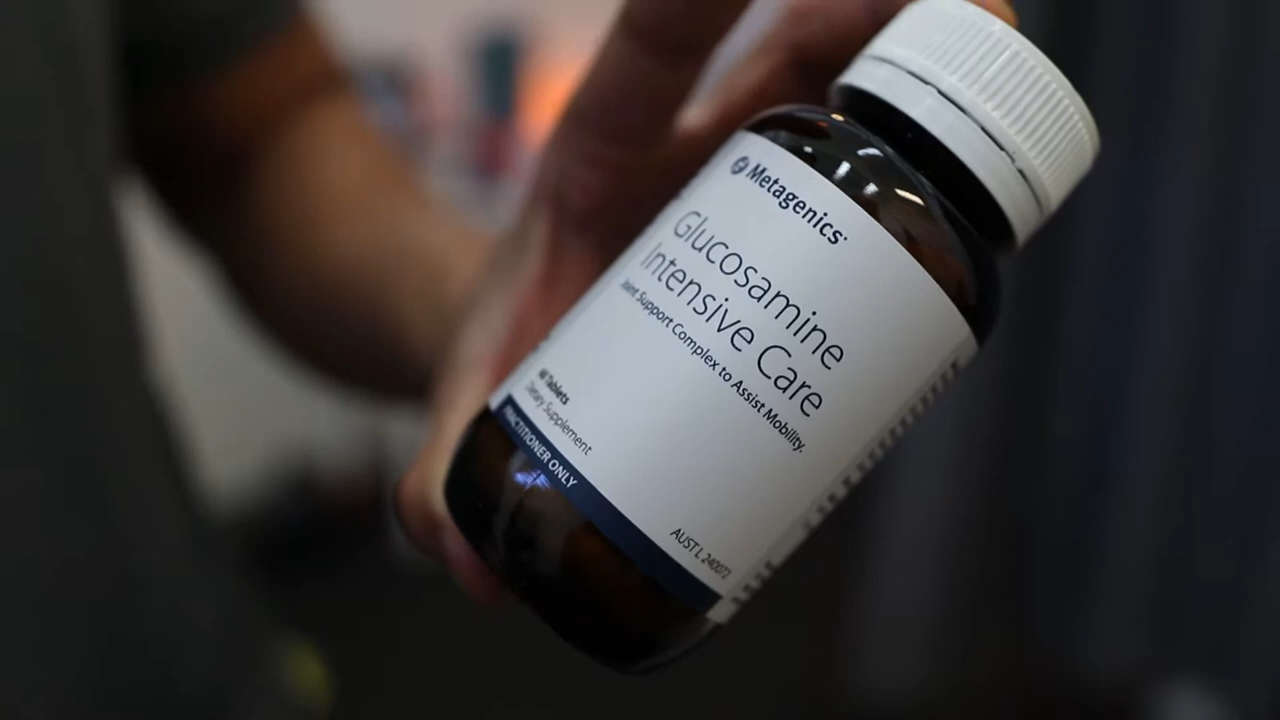 Metagenics
Glucosamine
Intensive Care
Joint Support Complex to Assist Mobility.
60 Tablets
Dietary Supplement
PRACTITIONER ONLY
AUST L 240072